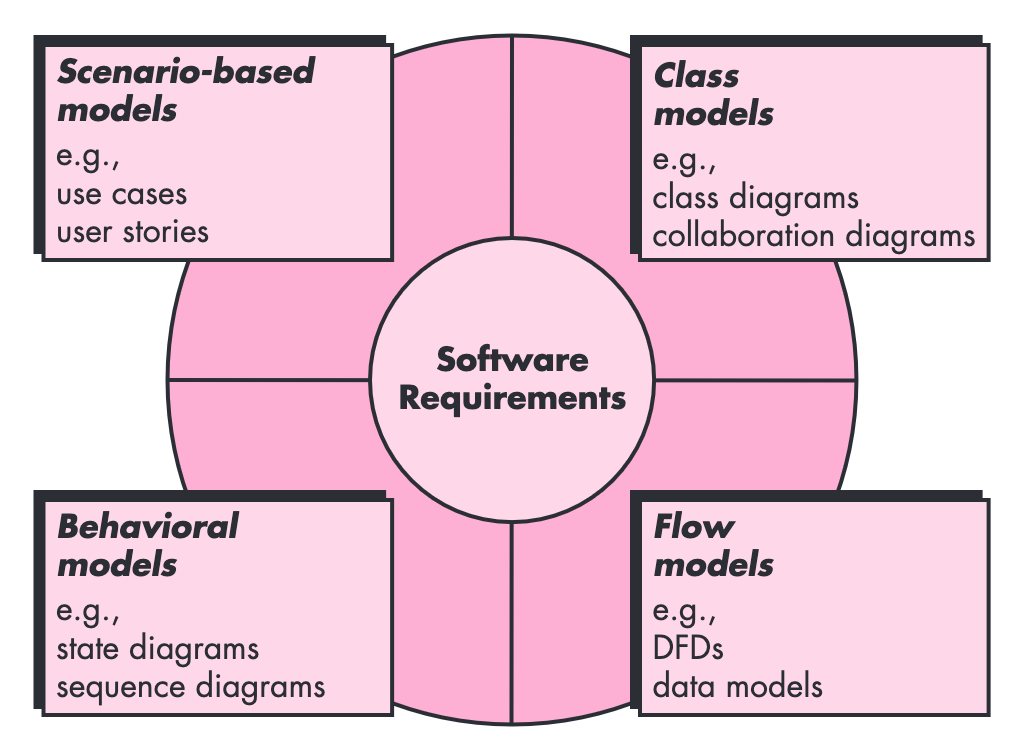 Scenario-based
models
e.g.,
use cases
user stories
Class
models
e.g.,
class diagrams
collaboration diagrams
Software
Requirements
Behavioral
models
e.g.,
state diagrams
sequence diagrams
Flow
models
e.g.,
DFDs
data models